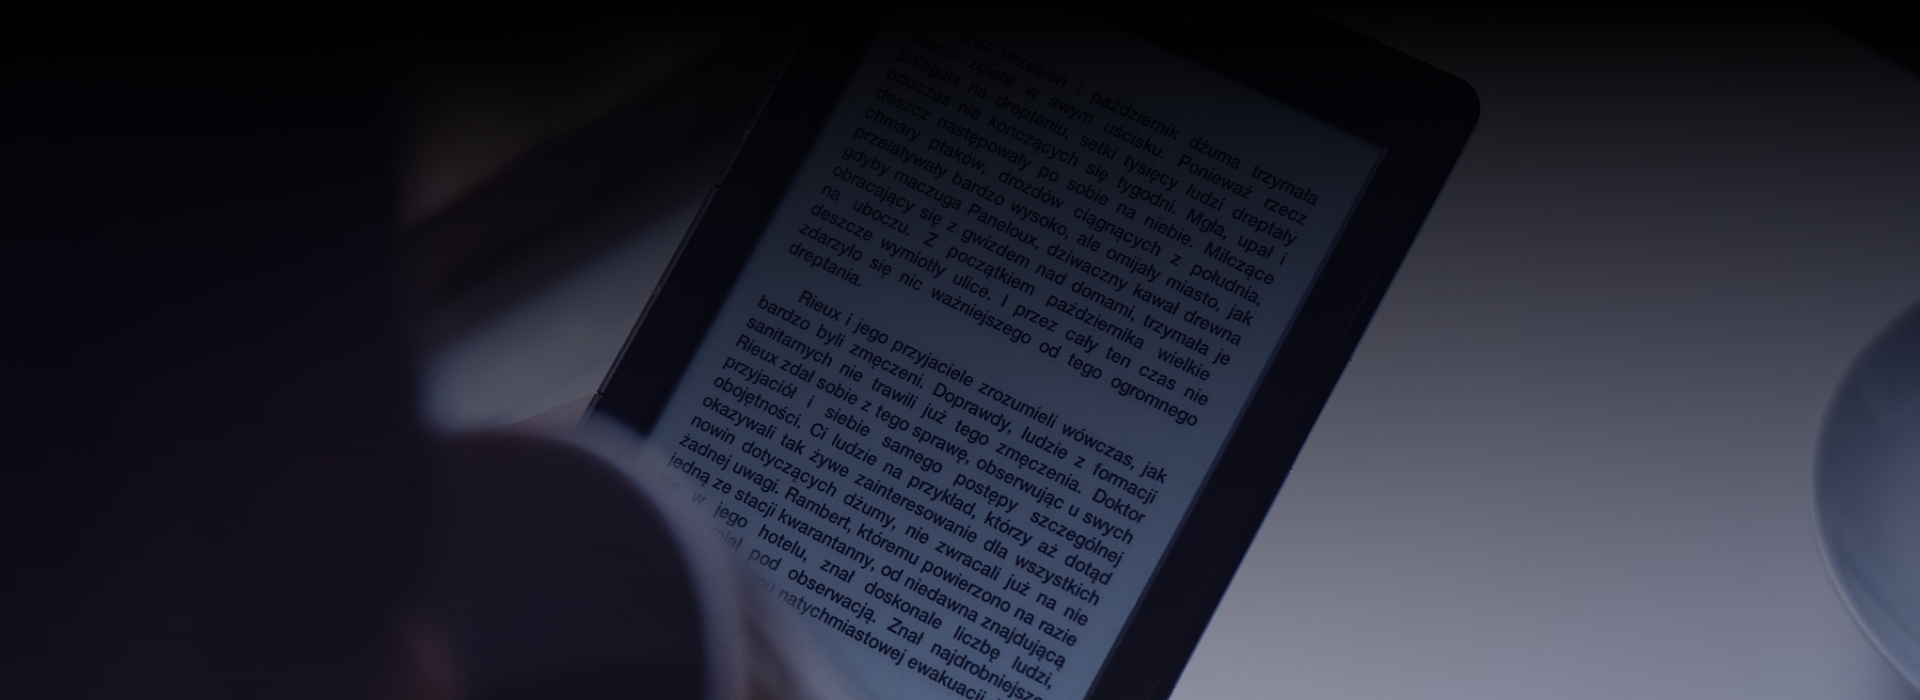 Przez wrzesień i październik dżuma trzymała
miasto zgięte w swym uścisku. Ponieważ rzecz
polegała na dreptaniu, setki tysięcy ludzi dreptały
podczas nie kończących się tygodni. Mgła, upał i
deszcz następowały po sobie na niebie. Milczące
chmary ptaków, drozdów ciągnących z południa,
przelatywały bardzo wysoko, ale omijały miasto, jak
gdyby maczuga Paneloux, dziwaczny kawał drewna
obracający się z gwizdem nad domami, trzymała je
na uboczu. Z początkiem października wielkie
deszcze wymiotły ulice. I przez cały ten czas nie
zdarzyło się nic ważniejszego od tego ogromnego
dreptania.
Rieux i jego przyjaciele zrozumieli wówczas, jak
bardzo byli zmęczeni. Doprawdy, ludzie z formacji
sanitarnych nie trawili już tego zmęczenia. Doktor
Rieux zdał sobie z tego sprawę, obserwując u swych
przyjaciół i siebie samego postępy szczególnej
obojętności. Ci ludzie na przykład, którzy aż dotąd
okazywali tak żywe zainteresowanie dla wszystkich
nowin dotyczących dżumy, nie zwracali już na nie
żadnej uwagi. Rambert, któremu powierzono na razie
jedną ze stacji kwarantanny, od niedawna znajdującą
się w jego hotelu, znał doskonale liczbę ludzi,
miał pod obserwacją. Znał najdrobniejsze
natychmiastowej ewakuacji